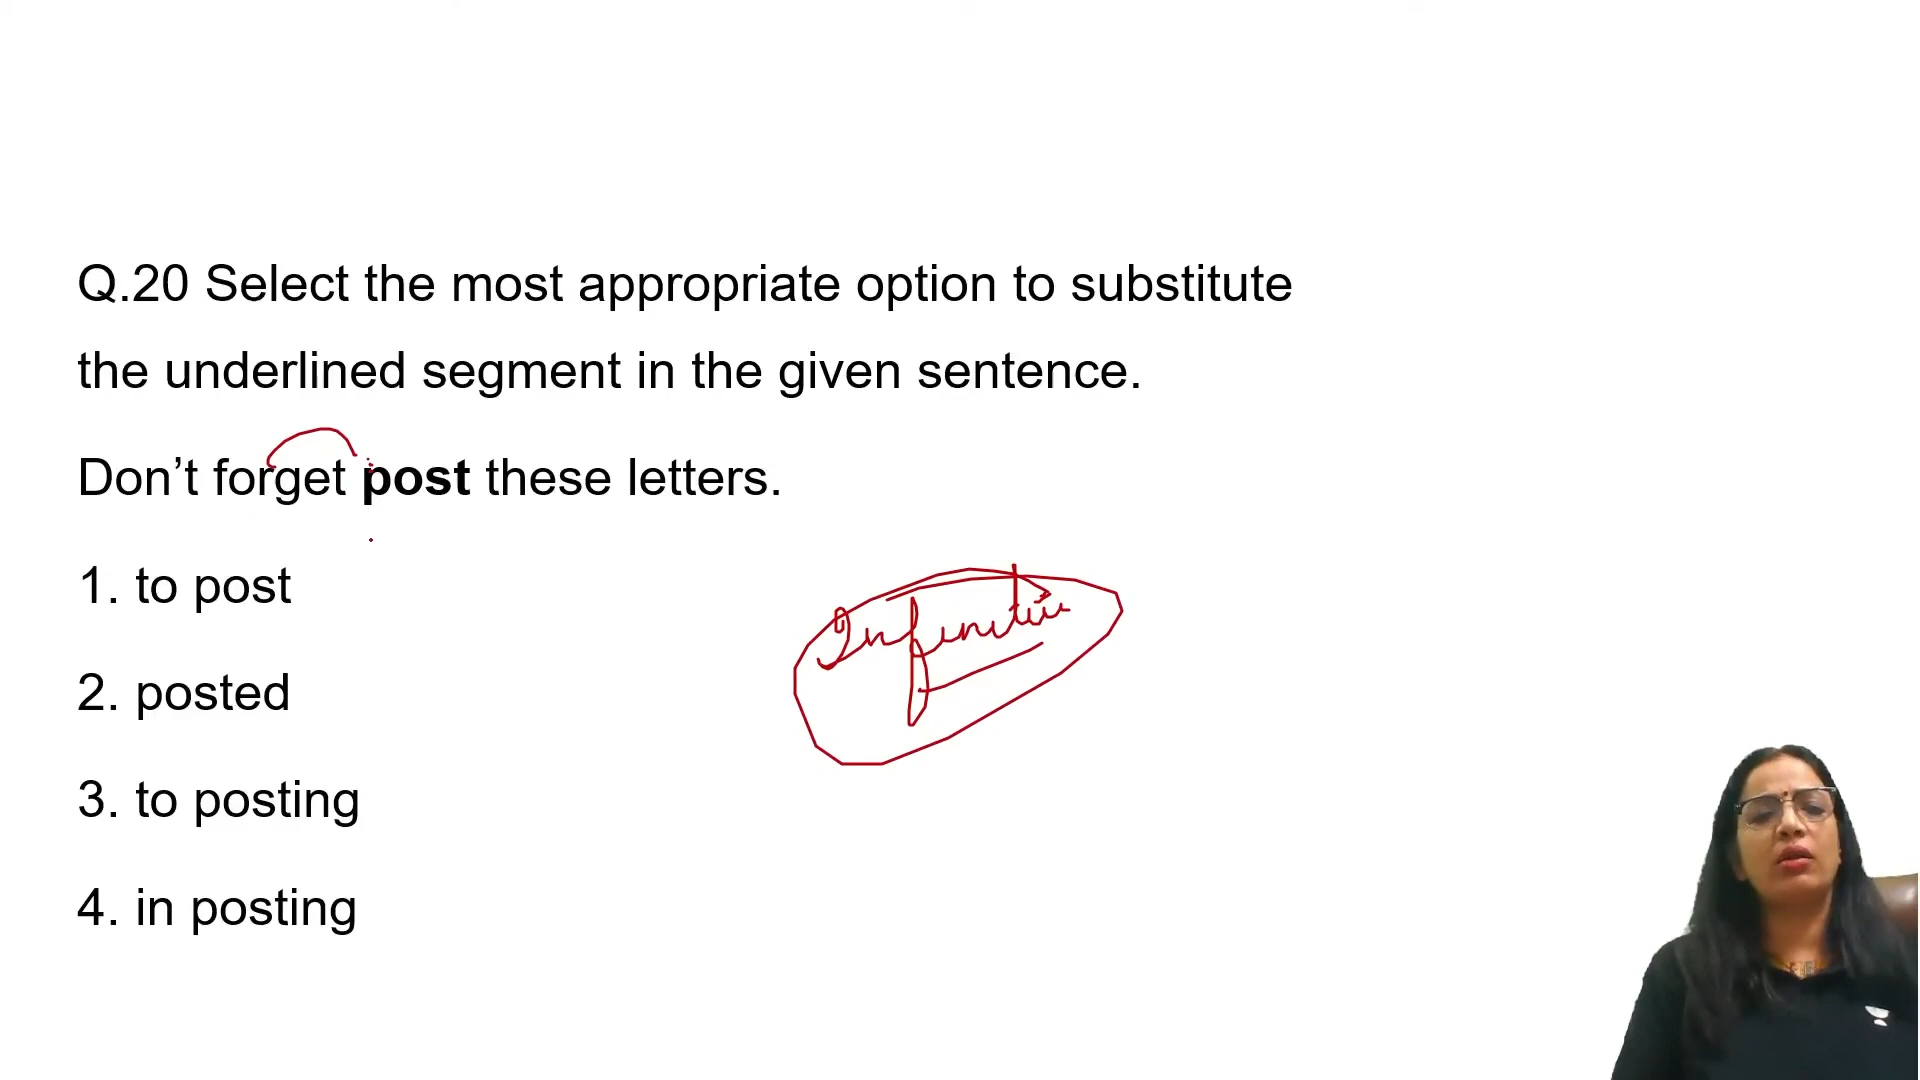 Q.20 Select the most appropriate option to substitute
the underlined segment in the given sentence.
Don’t forget post these letters.
1. to post
Infinitive
2. posted
3. to posting
4. in posting